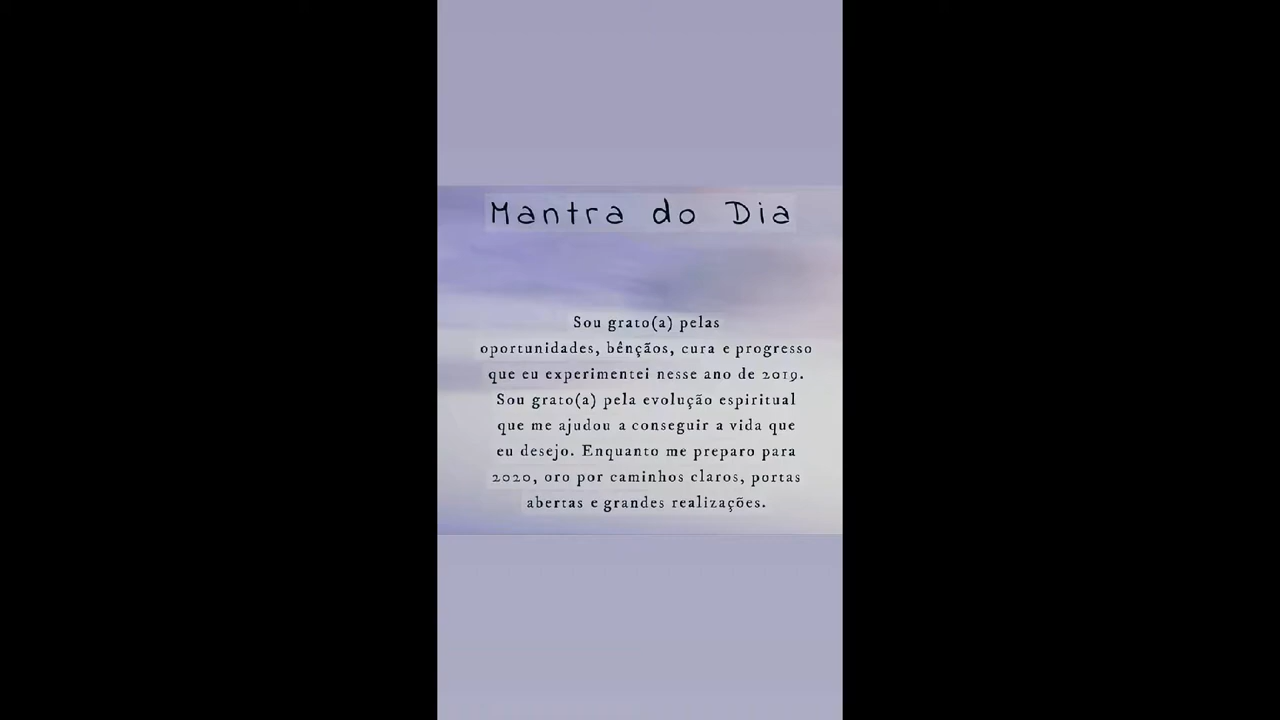 Mantra do Dia
Sou grato(a) pelas
oportunidades, bênçãos, cura e progresso
que eu experimentei nesse ano de 2019.
Sou grato(a) pela evolução espiritual
que me ajudou a conseguir a vida que
eu desejo. Enquanto me preparo para
2020, oro por caminhos claros, portas
abertas e grandes realizações.